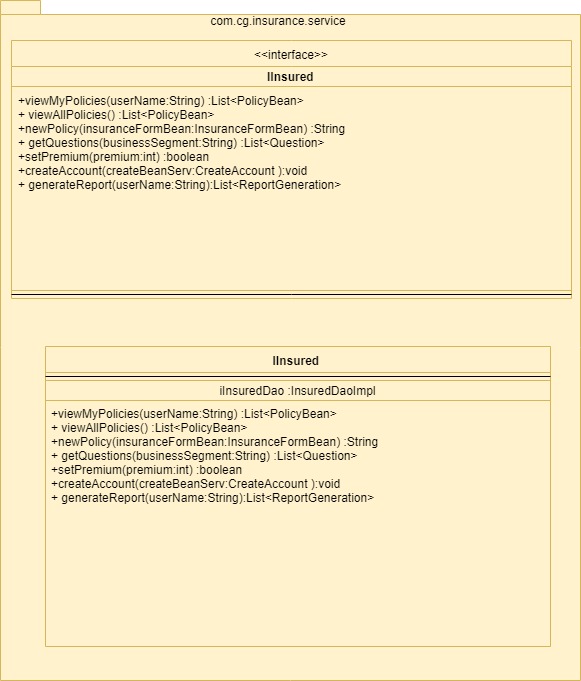 com.cg.insurance.service
<<interface>>
IInsured
+viewMyPolicies(userName:String) :List<PolicyBean>
+ viewAllPolicies() :List<PolicyBean>
+newPolicy(insuranceFormBean:InsuranceFormBean) :String
+ getQuestions(businessSegment:String) :List<Question>
+setPremium(premium:int) :boolean
+createAccount(createBeanServ:CreateAccount ):void
+ generateReport(userName:String):List<ReportGeneration>
IInsured
iInsuredDao :InsuredDaoImpl
+viewMyPolicies(userName:String) :List<PolicyBean>
+ viewAllPolicies() :List<PolicyBean>
+newPolicy(insuranceFormBean:InsuranceFormBean) :String
+ getQuestions(businessSegment:String) :List<Question>
+setPremium(premium:int) :boolean
+createAccount(createBeanServ:CreateAccount ):void
+ generateReport(userName:String):List<ReportGeneration>